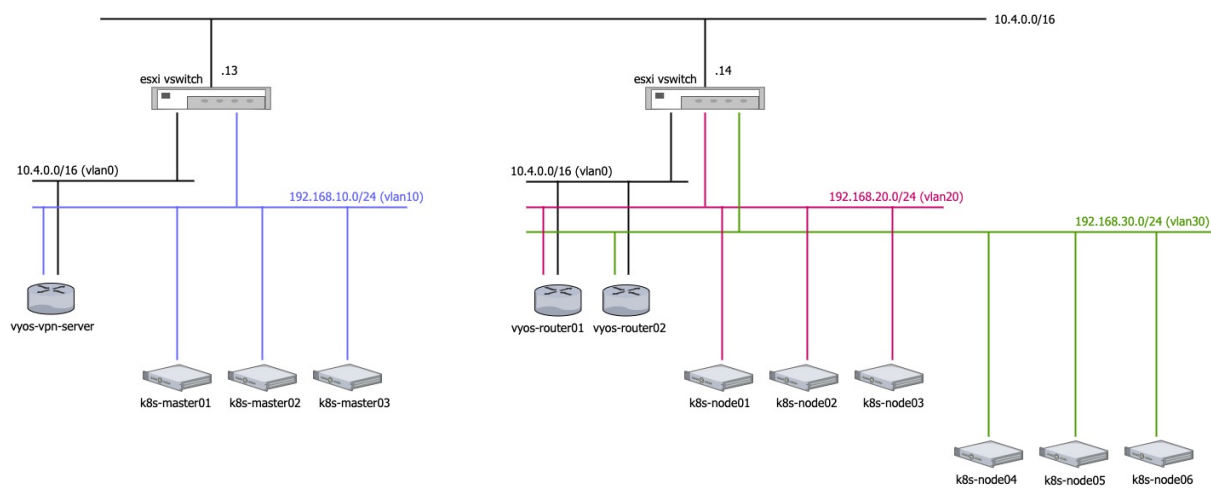 10.4.0.0/16
.13
.14
esxi vswitch
esxi vswitch
10.4.0.0/16 (vlan0)
10.4.0.0/16 (vlan0)
192.168.10.0/24 (vlan10)
192.168.20.0/24 (vlan20)
192.168.30.0/24 (vlan30)
vyos-vpn-server
vyos-router01
vyos-router02
k8s-master01
k8s-master02
k8s-master03
k8s-node01
k8s-node02
k8s-node03
k8s-node04
k8s-node05
k8s-node06